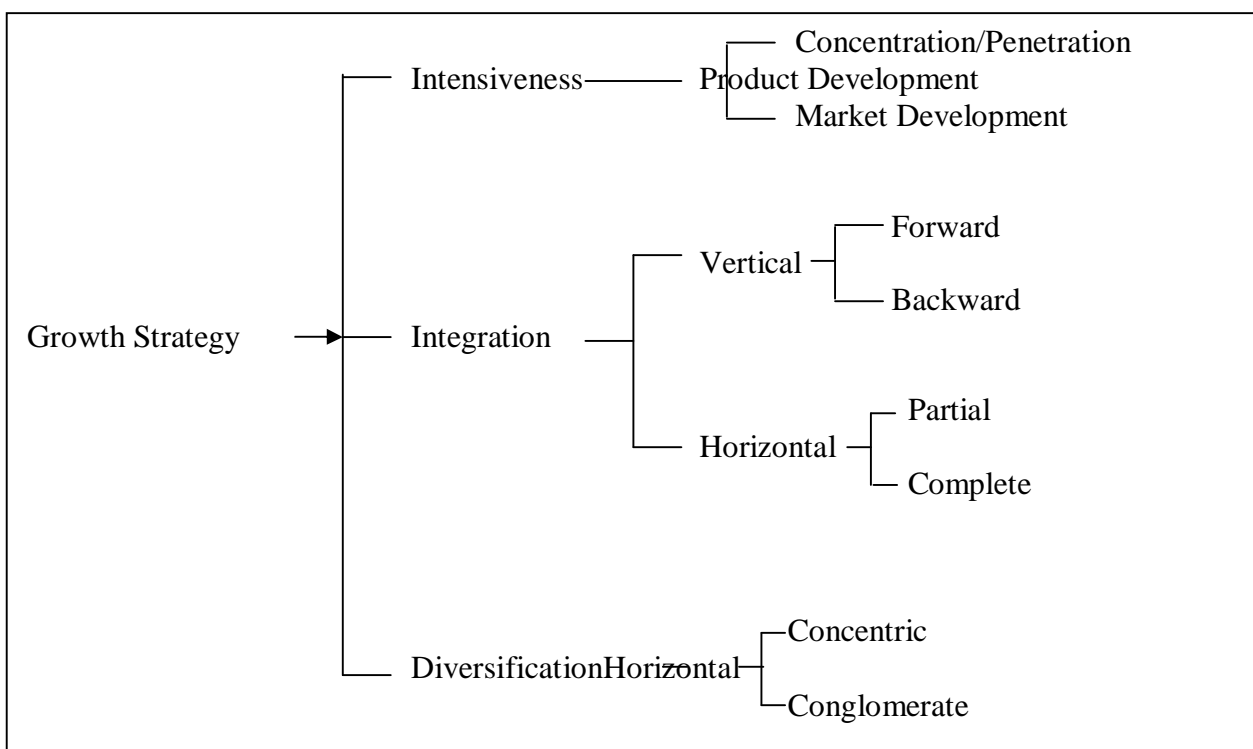 Concentration/Penetration
Intensiveness Product Development
Market Development
Forward
Vertical
Backward
Growth Strategy Integration
Partial
Horizontal
Complete
Concentric
DiversificationHorizontal
Conglomerate